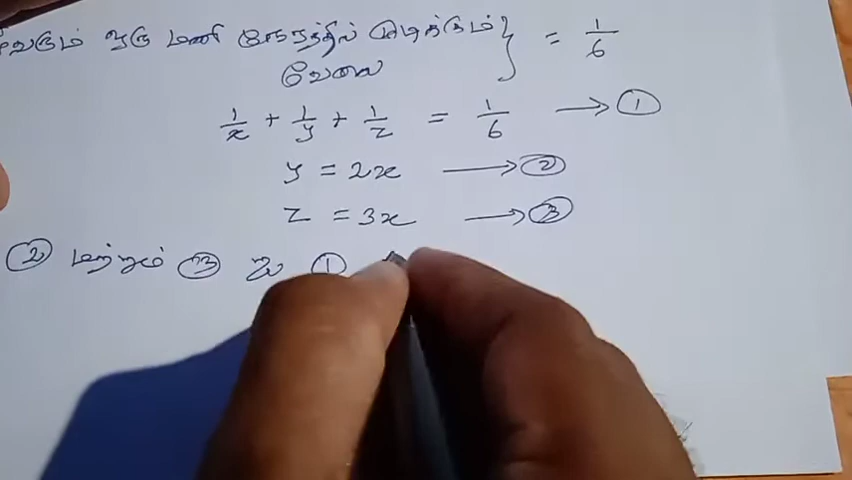 மூவரும் ஒரு மணி நேரத்தில் முடிக்கும் } = 1/6
வேலை
1/x + 1/y + 1/z = 1/6 → ①
y = 2x → ②
z = 3x → ③
② மற்றும் ③ ஐ ①